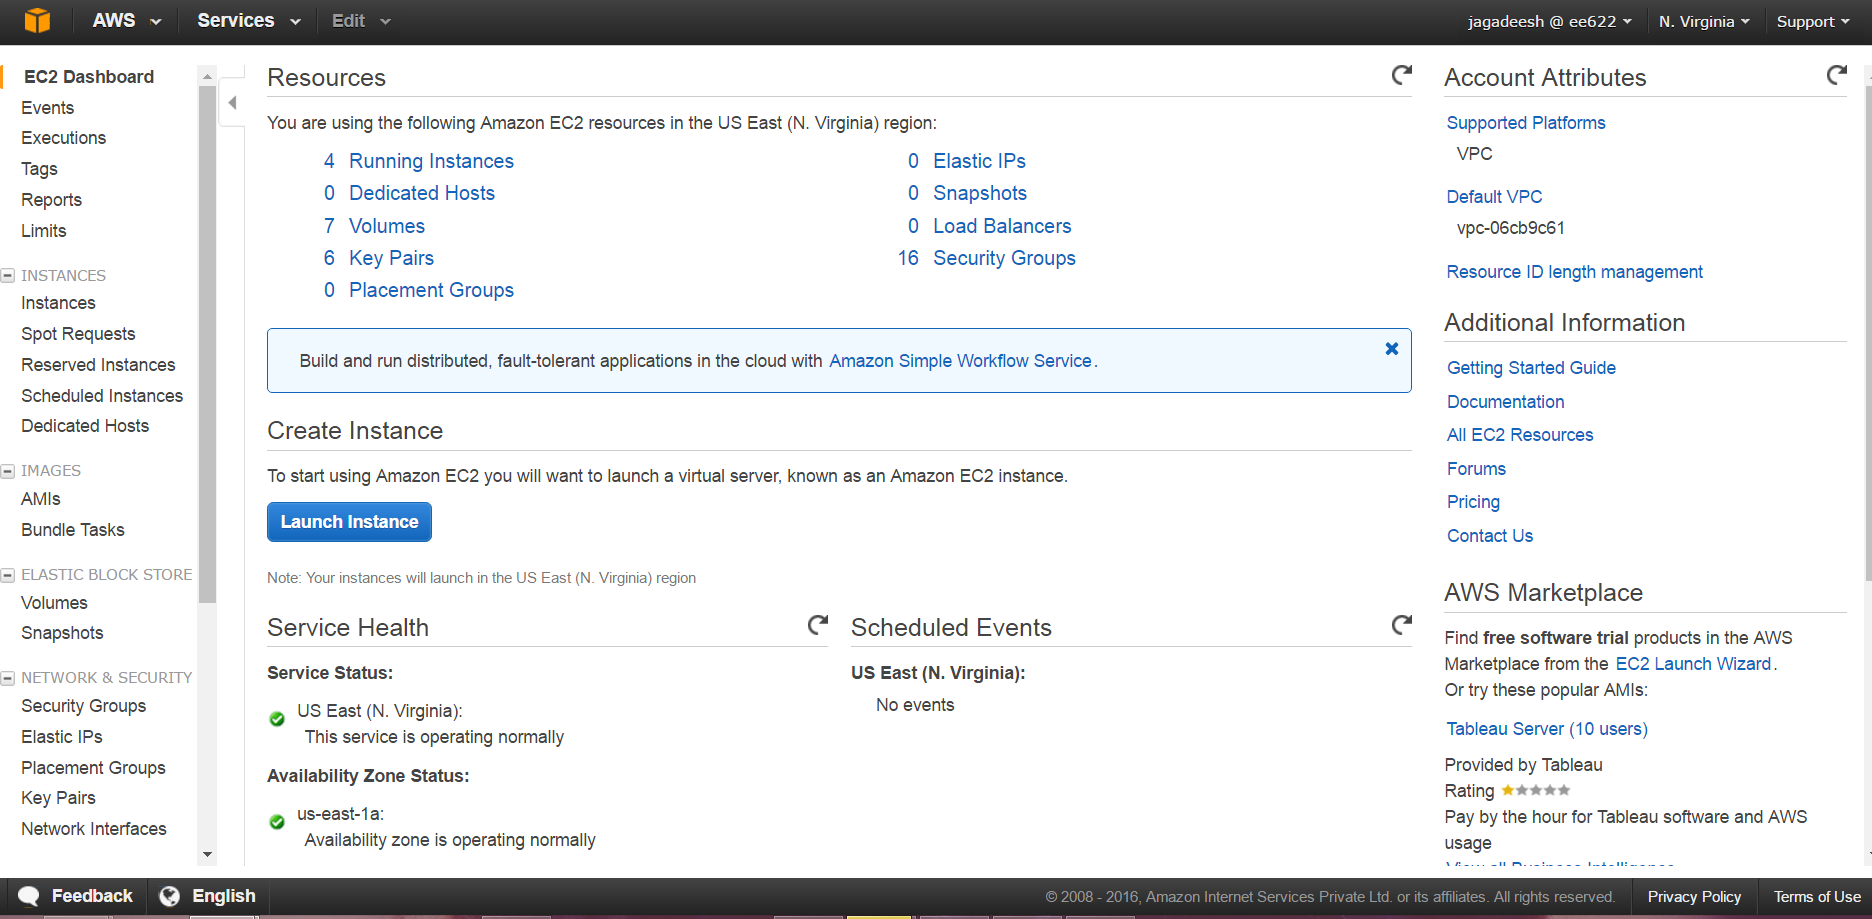 AWS
Services
Edit
jagadeesh @ ee622
N. Virginia
Support
EC2 Dashboard
Events
Executions
Tags
Reports
Limits
INSTANCES
Instances
Spot Requests
Reserved Instances
Scheduled Instances
Dedicated Hosts
IMAGES
AMIs
Bundle Tasks
ELASTIC BLOCK STORE
Volumes
Snapshots
NETWORK & SECURITY
Security Groups
Elastic IPs
Placement Groups
Key Pairs
Network Interfaces
Resources
You are using the following Amazon EC2 resources in the US East (N. Virginia) region:
4 Running Instances
0 Elastic IPs
0 Dedicated Hosts
0 Snapshots
7 Volumes
0 Load Balancers
6 Key Pairs
16 Security Groups
0 Placement Groups
Build and run distributed, fault-tolerant applications in the cloud with Amazon Simple Workflow Service.
Create Instance
To start using Amazon EC2 you will want to launch a virtual server, known as an Amazon EC2 instance.
Launch Instance
Note: Your instances will launch in the US East (N. Virginia) region
Service Health
Service Status:
US East (N. Virginia):
This service is operating normally
Availability Zone Status:
us-east-1a:
Availability zone is operating normally
Scheduled Events
US East (N. Virginia):
No events
Account Attributes
Supported Platforms
VPC
Default VPC
vpc-06cb9c61
Resource ID length management
Additional Information
Getting Started Guide
Documentation
All EC2 Resources
Forums
Pricing
Contact Us
AWS Marketplace
Find free software trial products in the AWS
Marketplace from the EC2 Launch Wizard.
Or try these popular AMIs:
Tableau Server (10 users)
Provided by Tableau
Rating
Pay by the hour for Tableau software and AWS
usage
View all Business Intelligence
Feedback
English
© 2008 - 2016, Amazon Internet Services Private Ltd. or its affiliates. All rights reserved.
Privacy Policy
Terms of Use